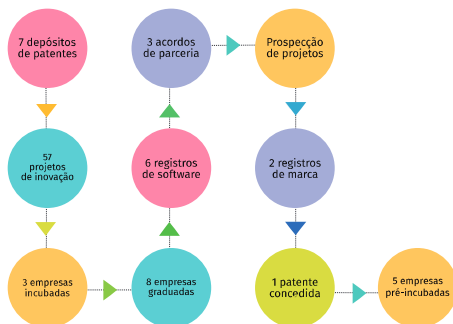 7 depósitos
de patentes
57
projetos
de inovação
3 empresas
incubadas
8 empresas
graduadas
6 registros
de software
3 acordos
de parceria
Prospecção
de projetos
2 registros
de marca
1 patente
concedida
5 empresas
pré-incubadas